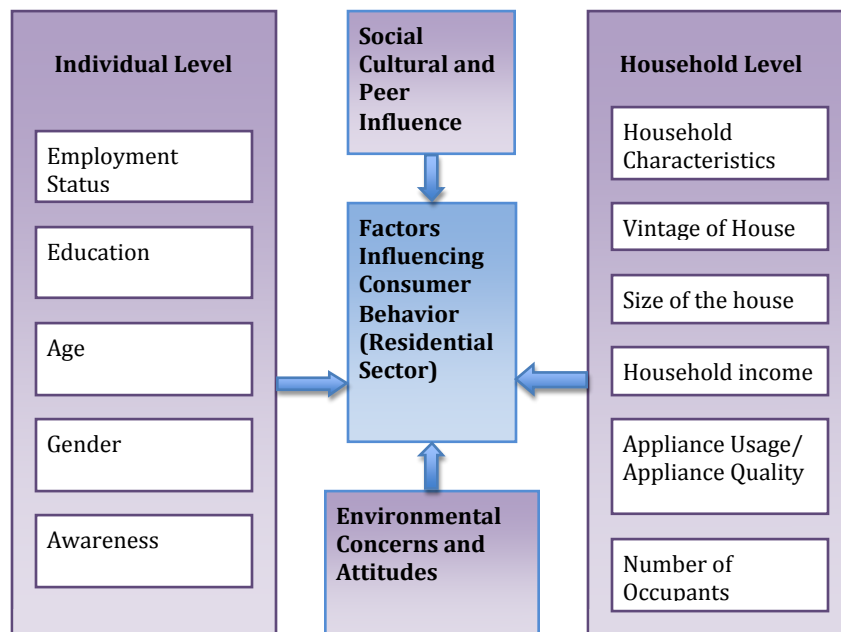 Individual Level
Employment
Status
Education
Age
Gender
Awareness
Social
Cultural and
Peer
Influence
Factors
Influencing
Consumer
Behavior
(Residential
Sector)
Environmental
Concerns and
Attitudes
Household Level
Household
Characteristics
Vintage of House
Size of the house
Household income
Appliance Usage/
Appliance Quality
Number of
Occupants